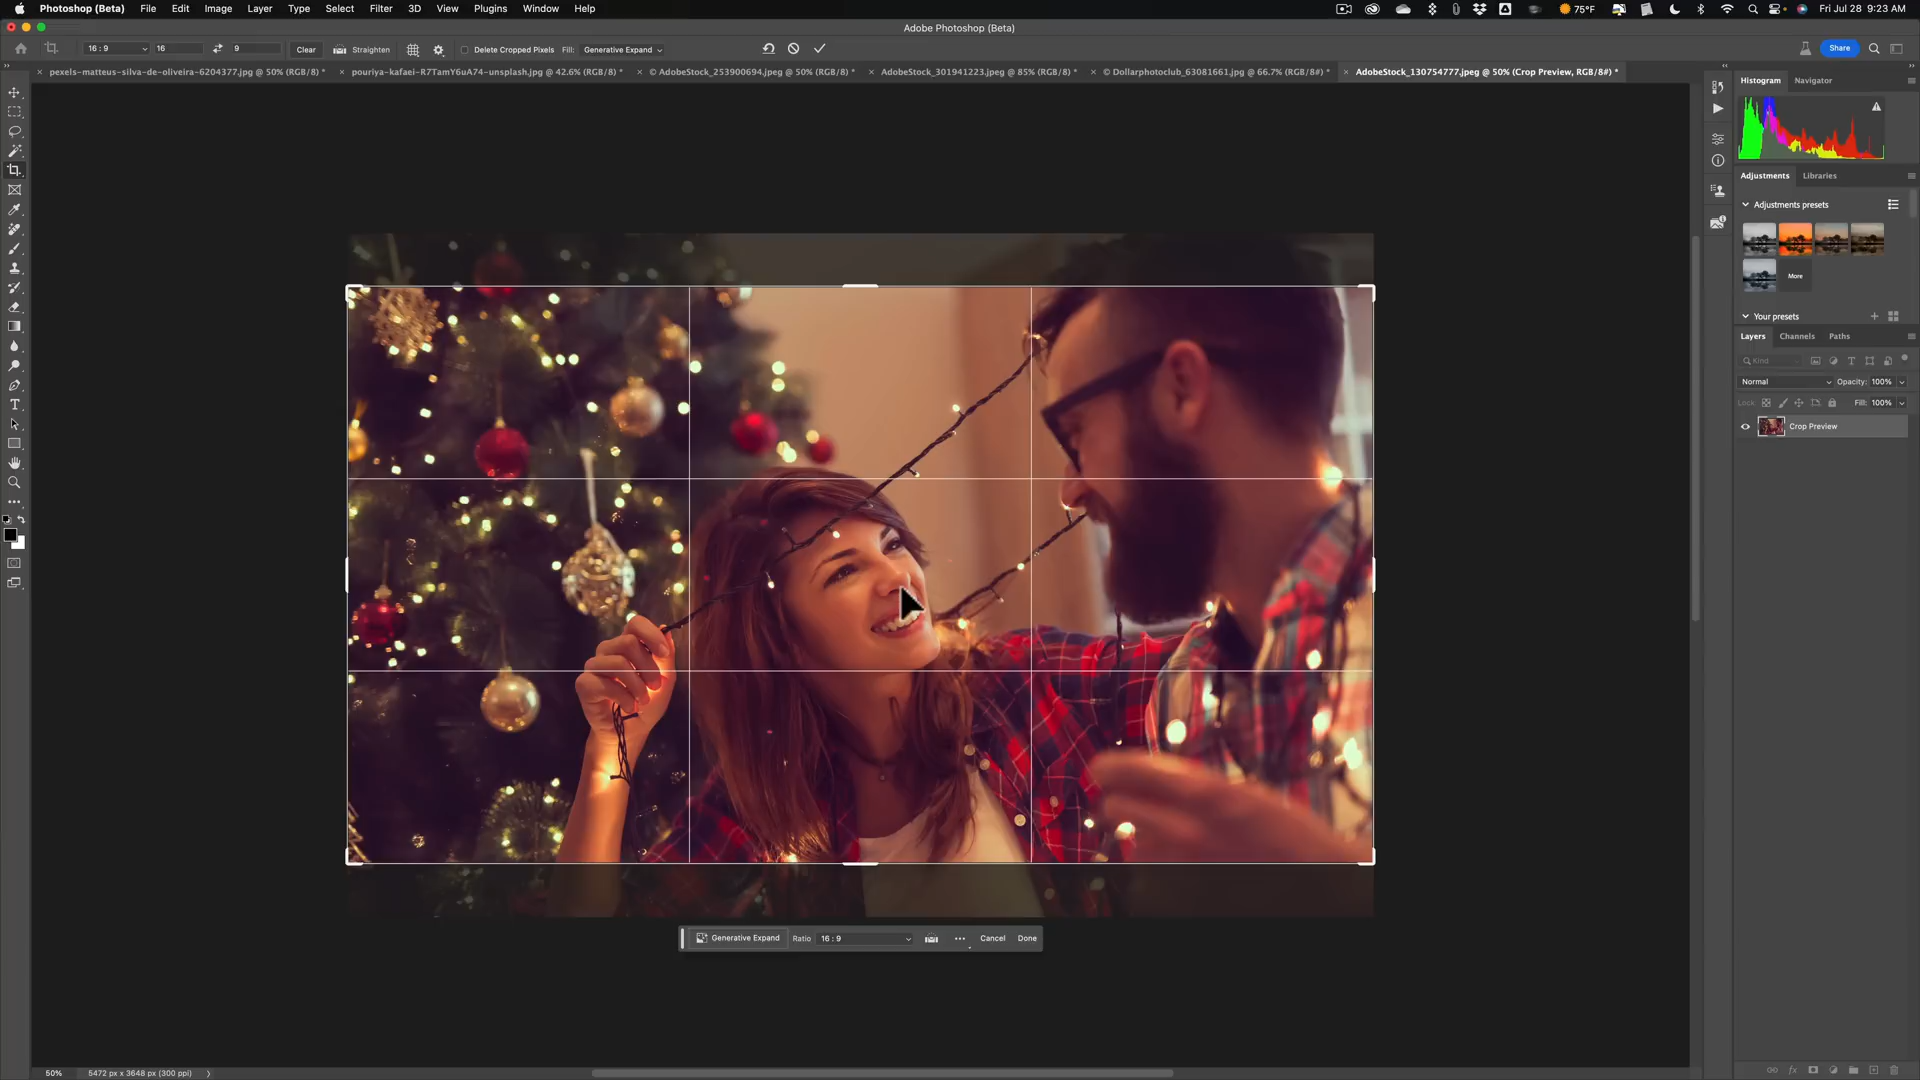 Photoshop (Beta) File Edit Image Layer Type Select Filter 3D View Plugins Window Help 75°F Fri Jul 28 9:23 AM
Adobe Photoshop (Beta)
16 : 9 16 9 Clear Straighten Delete Cropped Pixels Fill: Generative Expand Share
pexels-matteus-silva-de-oliveira-6204377.jpg @ 50% (RGB/8) * pouriya-kafaei-R7TamY6uA74-unsplash.jpg @ 42.6% (RGB/8) * © AdobeStock_253900694.jpeg @ 50% (RGB/8) * AdobeStock_301941223.jpeg @ 85% (RGB/8) * © Dollarphotoclub_63081661.jpg @ 66.7% (RGB/8#) * AdobeStock_130754777.jpeg @ 50% (Crop Preview, RGB/8#) *
Histogram Navigator
Adjustments Libraries
Adjustments presets
More
Your presets
Layers Channels Paths
Kind
Normal Opacity: 100%
Lock Fill: 100%
Crop Preview
Generative Expand Ratio 16 : 9 Cancel Done
50% 5472 px x 3648 px (300 ppi)